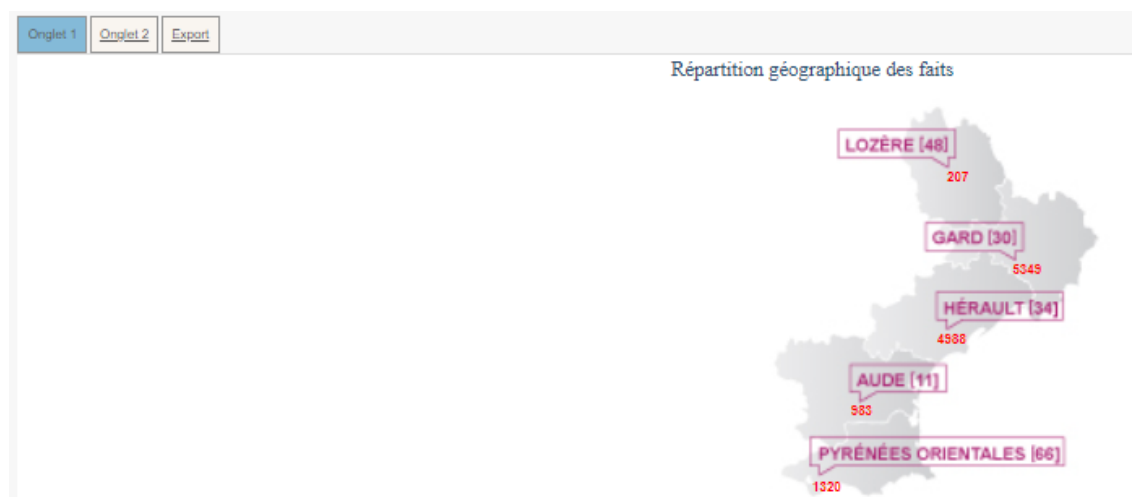 Onglet 1
Onglet 2
Export
Répartition géographique des faits
LOZÈRE [48]
207
GARD [30]
5349
HÉRAULT [34]
4988
AUDE [11]
983
PYRÉNÉES ORIENTALES [66]
1320